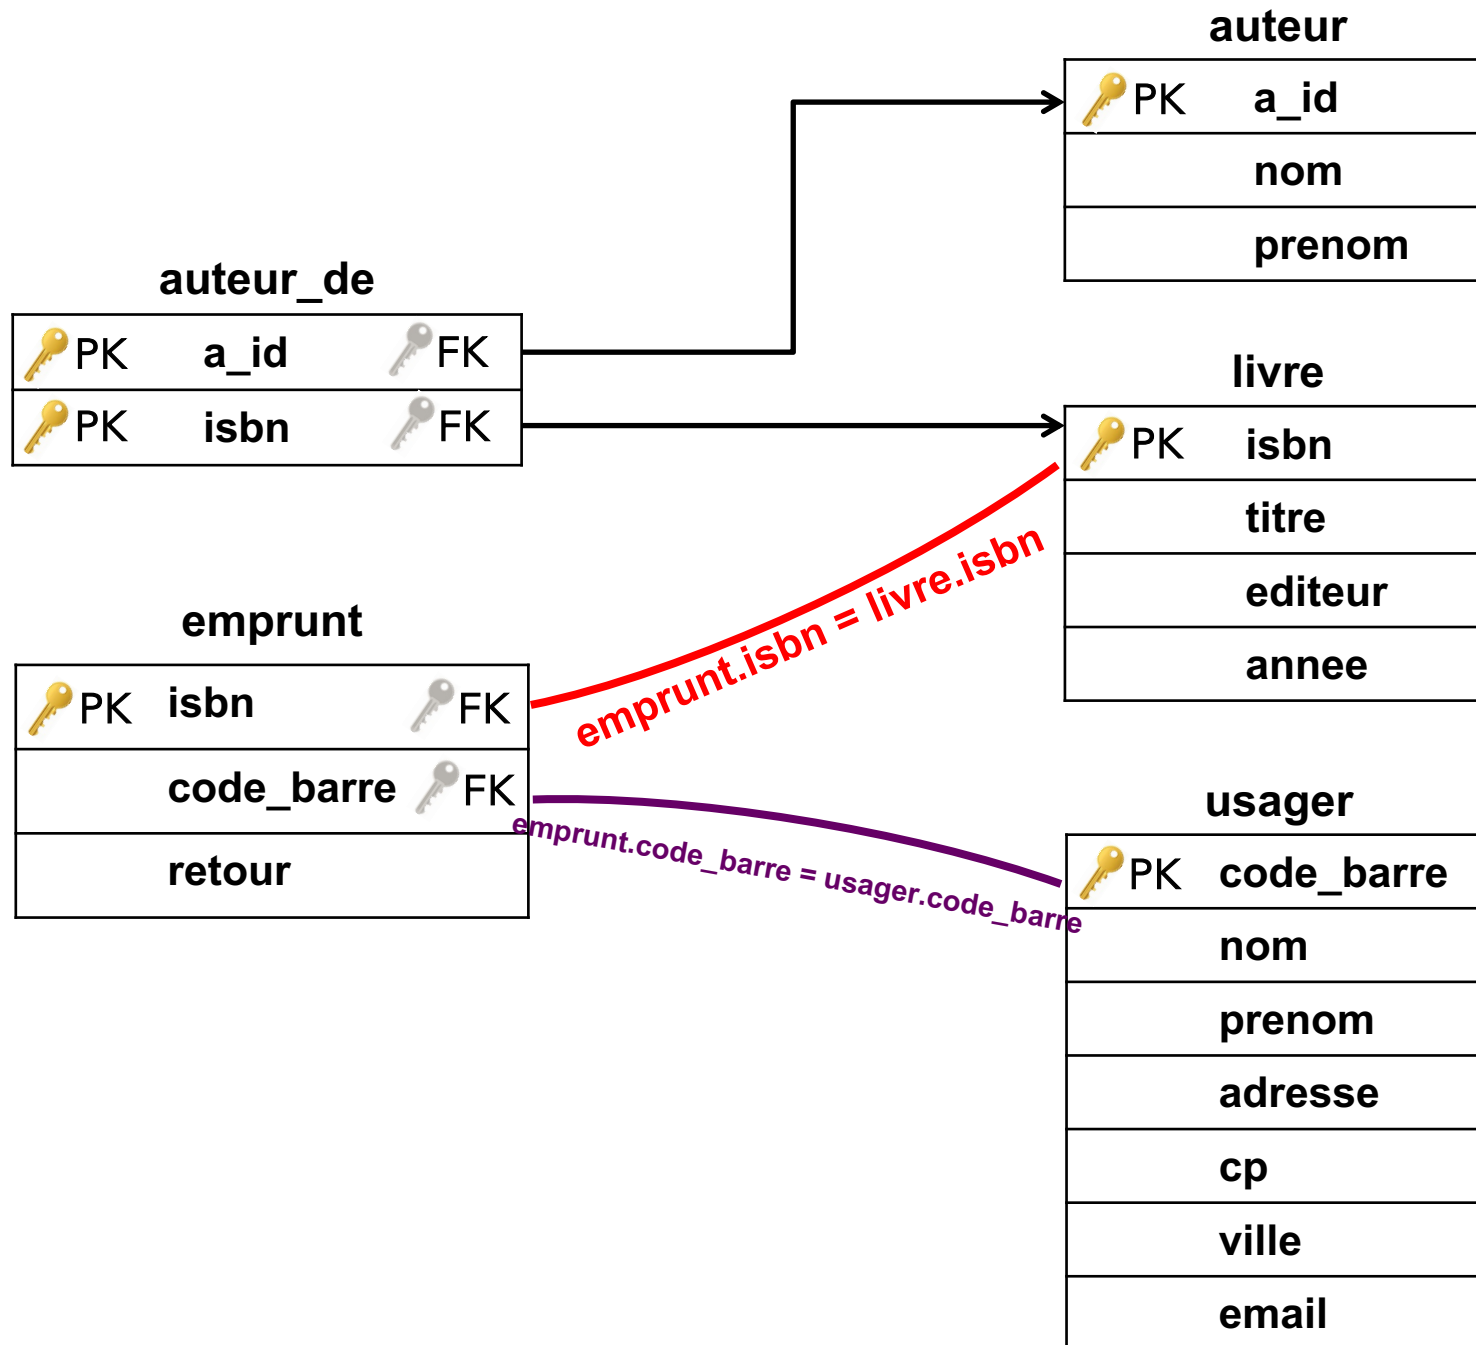 auteur
PK a_id
nom
prenom
auteur_de
PK a_id FK
PK isbn FK
livre
PK isbn
titre
editeur
annee
emprunt.isbn = livre.isbn
emprunt
PK isbn FK
code_barre FK
retour
emprunt.code_barre = usager.code_barre
usager
PK code_barre
nom
prenom
adresse
cp
ville
email